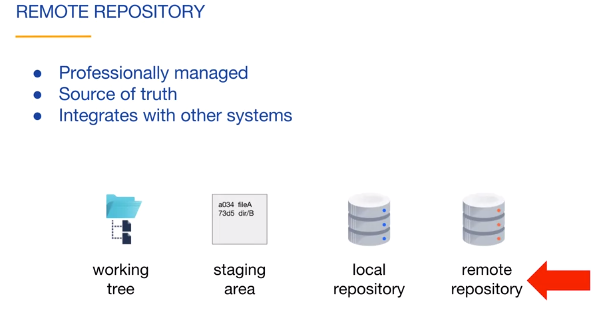 REMOTE REPOSITORY
● Professionally managed
● Source of truth
● Integrates with other systems
a034 fileA
73d5 dir/B
working
tree
staging
area
local
repository
remote
repository